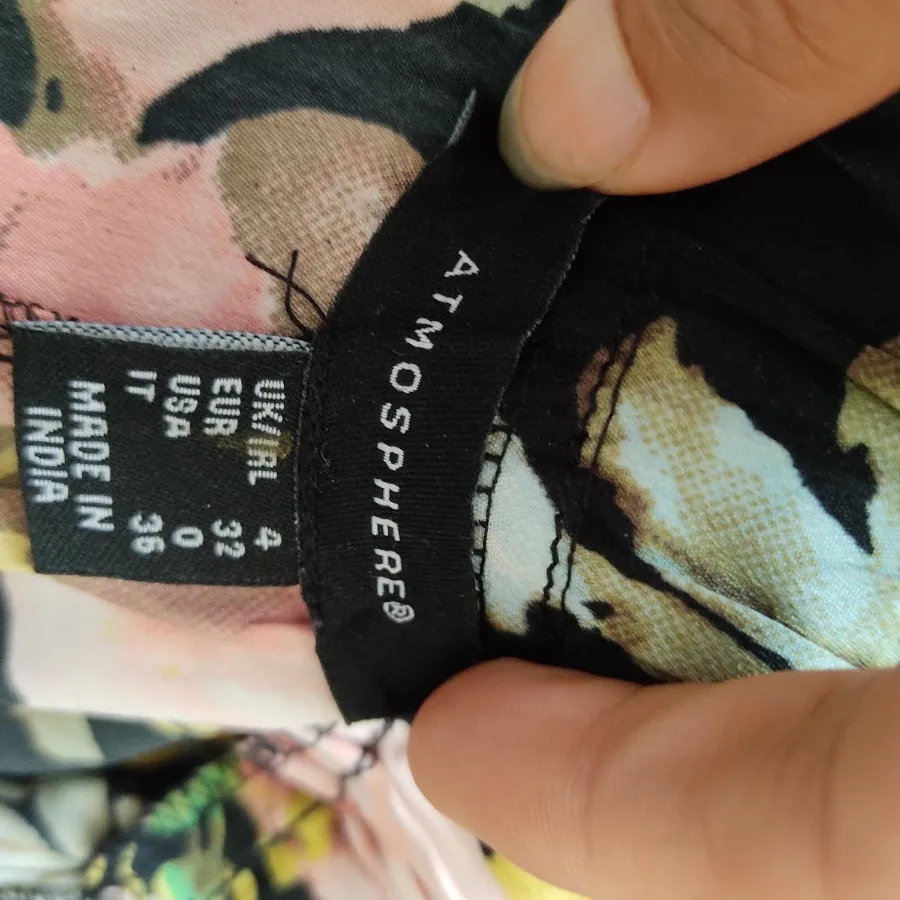 ATMOSPHERE®
UK/IRL 4
EUR 32
USA 0
IT 36
MADE IN
INDIA